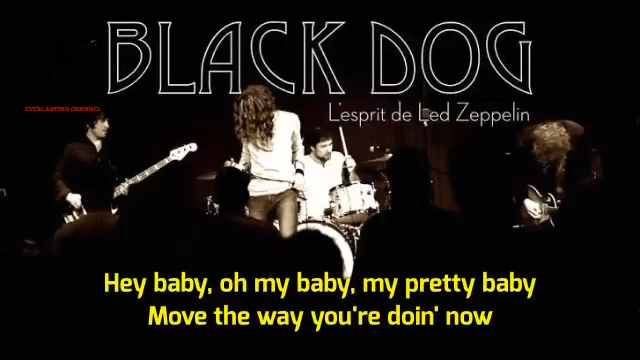 BLACK DOG
L'esprit de Led Zeppelin
EVERLASTING CHANNEL
Hey baby, oh my baby, my pretty baby
Move the way you're doin' now